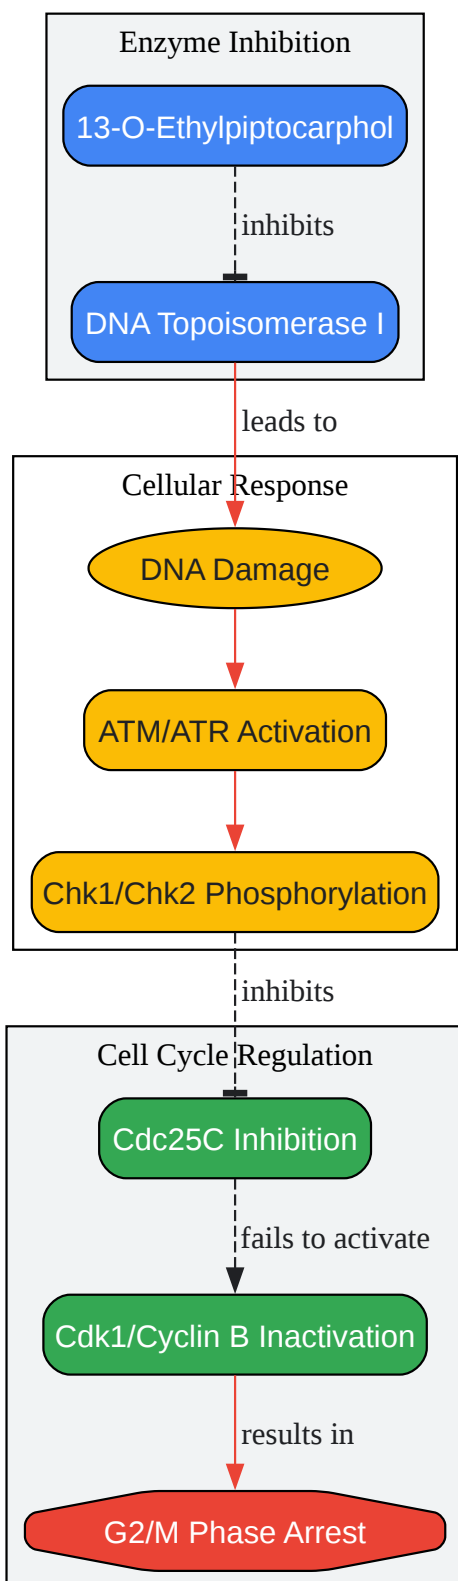 Enzyme Inhibition
13-O-Ethylpiptocarphol
inhibits
DNA Topoisomerase I
leads to
Cellular Response
DNA Damage
ATM/ATR Activation
Chk1/Chk2 Phosphorylation
inhibits
Cell Cycle Regulation
Cdc25C Inhibition
fails to activate
Cdk1/Cyclin B Inactivation
results in
G2/M Phase Arrest